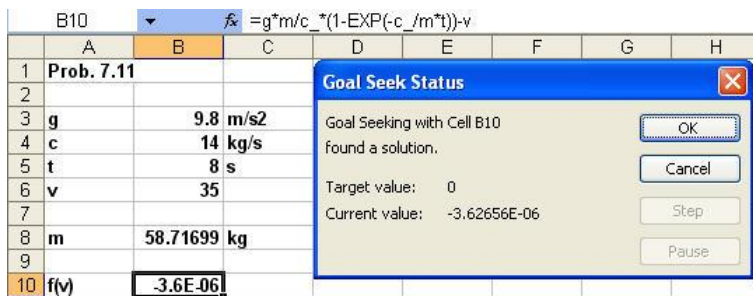 B10 fx =g*m/c_*(1-EXP(-c_/m*t))-v
A B C D E F G H
1 Prob. 7.11
2
3 g 9.8 m/s2
4 c 14 kg/s
5 t 8 s
6 v 35
7
8 m 58.71699 kg
9
10 f(v) -3.6E-06
Goal Seek Status
Goal Seeking with Cell B10
found a solution.
Target value: 0
Current value: -3.62656E-06
OK
Cancel
Step
Pause